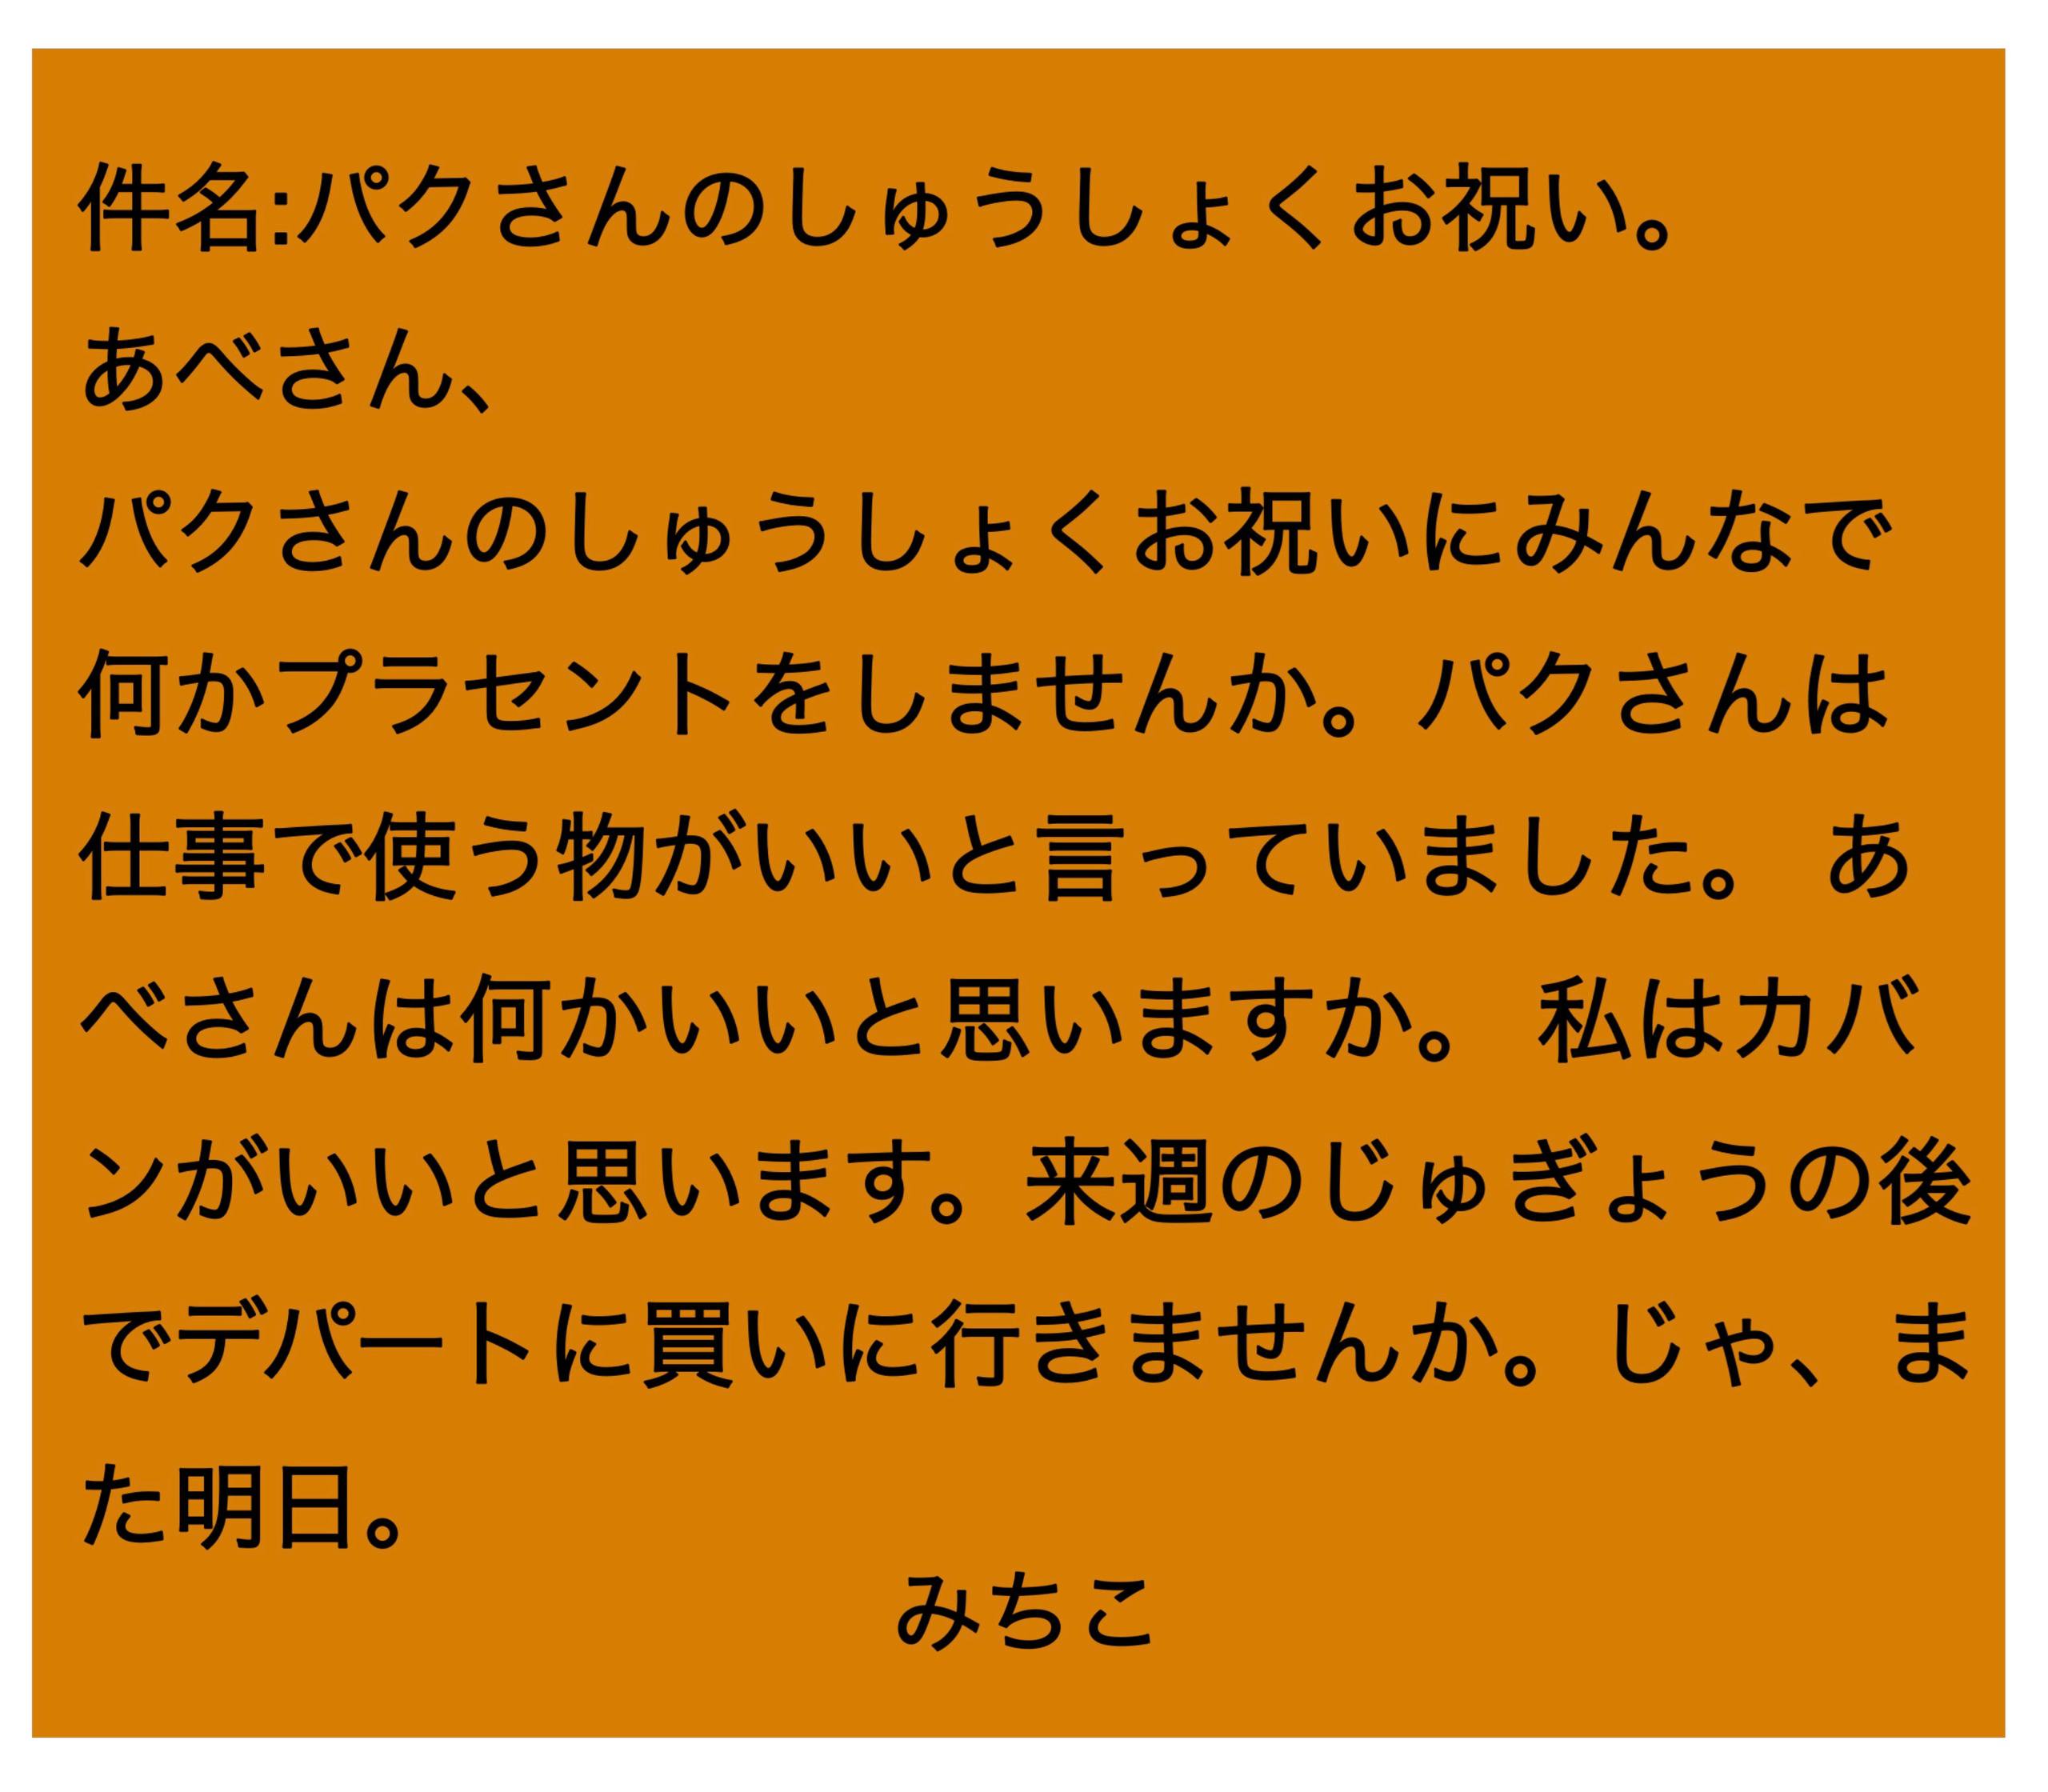 件名:パクさんのしゅうしょくお祝い。
あべさん、
パクさんのしゅうしょくお祝いにみんなで
何かプラセントをしませんか。パクさんは
仕事で使う物がいいと言っていました。 あ
べさんは何かいいと思いますか。 私はカバ
ンがいいと思います。来週のじゅぎょうの後
でデパートに買いに行きませんか。じゃ、ま
た明日。
みちこ